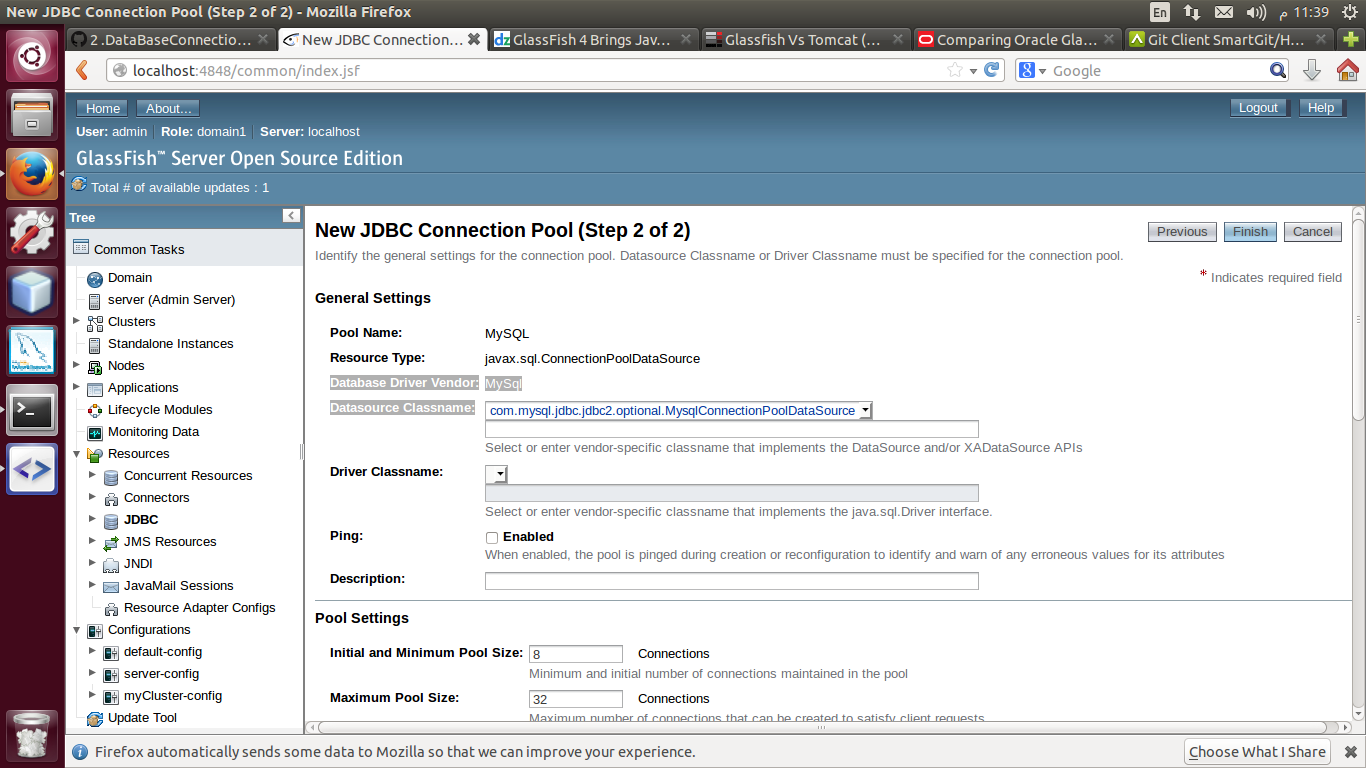 New JDBC Connection Pool (Step 2 of 2) - Mozilla Firefox
En
11:39 م
2 .DataBaseConnectio...
New JDBC Connection...
GlassFish 4 Brings Jav...
Glassfish Vs Tomcat (...
Comparing Oracle Gla...
Git Client SmartGit/H...
localhost:4848/common/index.jsf
Google
Home
About...
Logout
Help
User: admin
Role: domain1
Server: localhost
GlassFish™ Server Open Source Edition
Total # of available updates : 1
Tree
Common Tasks
Domain
server (Admin Server)
Clusters
Standalone Instances
Nodes
Applications
Lifecycle Modules
Monitoring Data
Resources
Concurrent Resources
Connectors
JDBC
JMS Resources
JNDI
JavaMail Sessions
Resource Adapter Configs
Configurations
default-config
server-config
myCluster-config
Update Tool
New JDBC Connection Pool (Step 2 of 2)
Previous
Finish
Cancel
Identify the general settings for the connection pool. Datasource Classname or Driver Classname must be specified for the connection pool.
* Indicates required field
General Settings
Pool Name: MySQL
Resource Type: javax.sql.ConnectionPoolDataSource
Database Driver Vendor: MySql
Datasource Classname: com.mysql.jdbc.jdbc2.optional.MysqlConnectionPoolDataSource
Select or enter vendor-specific classname that implements the DataSource and/or XADataSource APIs
Driver Classname:
Select or enter vendor-specific classname that implements the java.sql.Driver interface.
Ping: Enabled
When enabled, the pool is pinged during creation or reconfiguration to identify and warn of any erroneous values for its attributes
Description:
Pool Settings
Initial and Minimum Pool Size: 8 Connections
Minimum and initial number of connections maintained in the pool
Maximum Pool Size: 32 Connections
Maximum number of connections that can be created to satisfy client requests
Firefox automatically sends some data to Mozilla so that we can improve your experience.
Choose What I Share